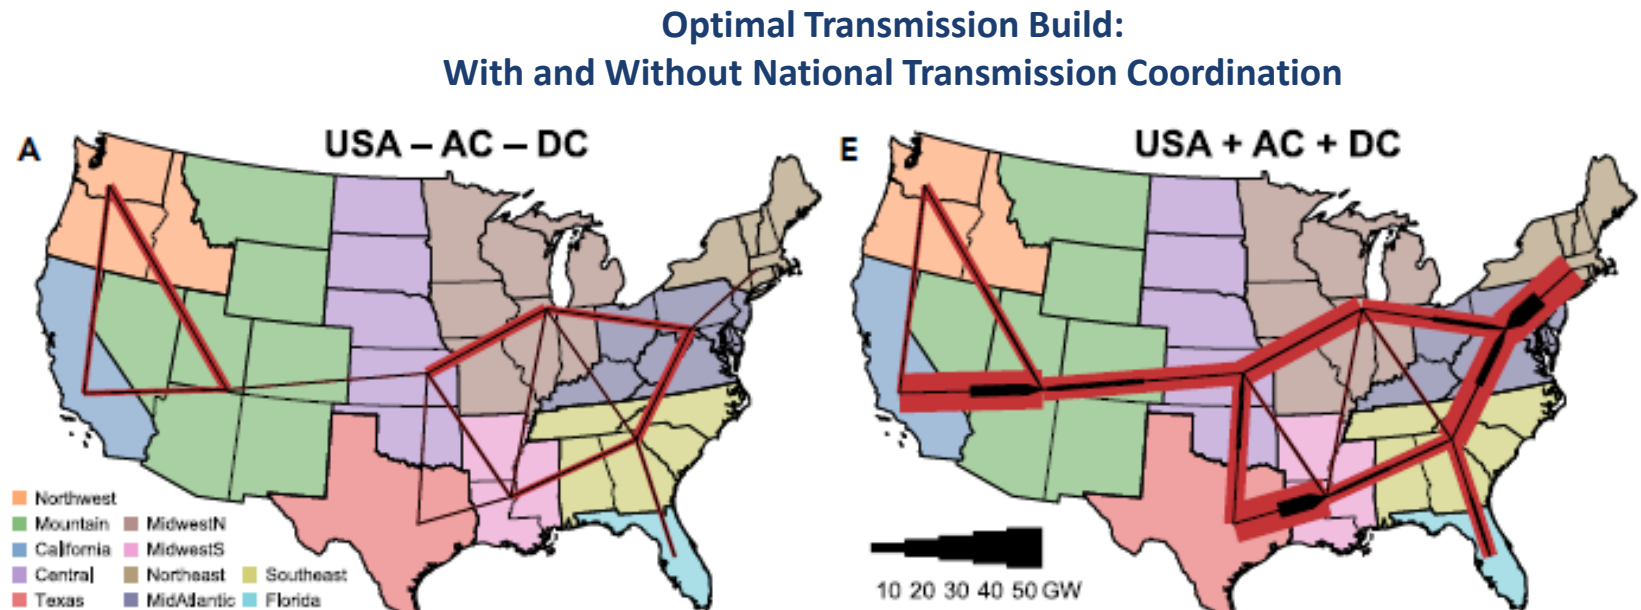 Optimal Transmission Build:
With and Without National Transmission Coordination
A
USA – AC – DC
E
USA + AC + DC
Northwest
Mountain
MidwestN
California
MidwestS
Central
Northeast
Southeast
Texas
MidAtlantic
Florida
10 20 30 40 50 GW